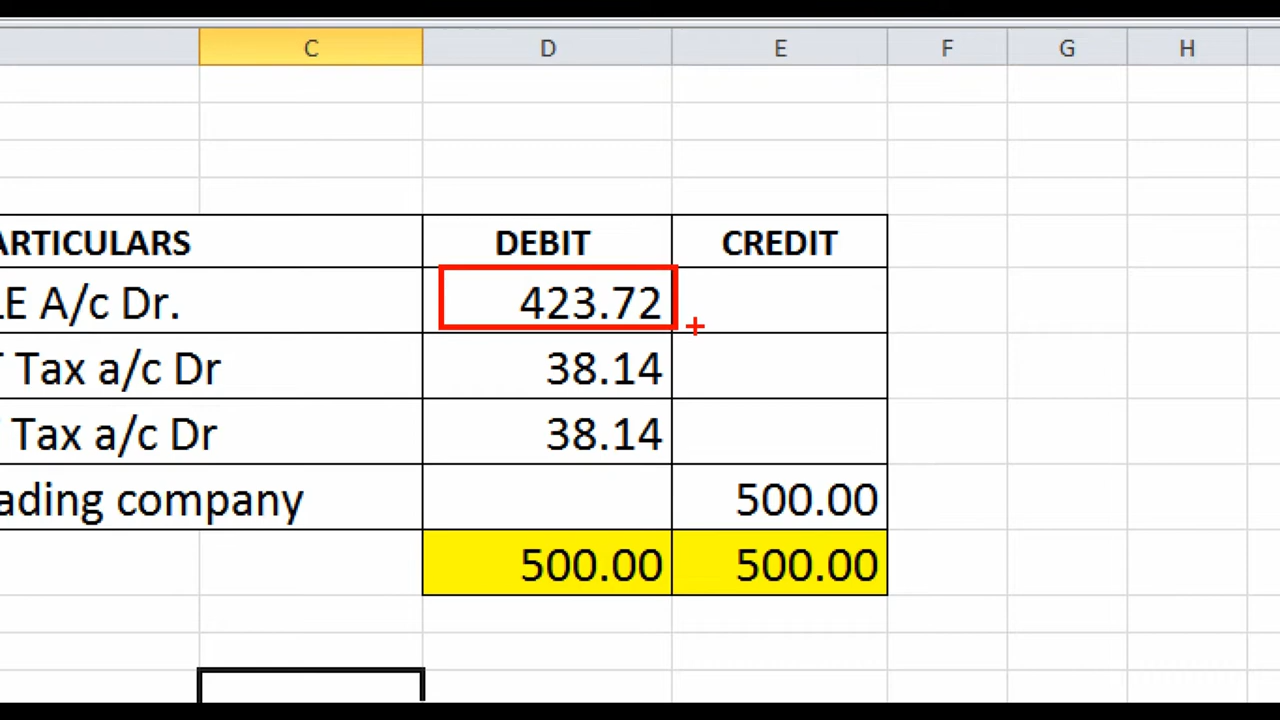 C D E F G H
ARTICULARS DEBIT CREDIT
LE A/c Dr. 423.72
T Tax a/c Dr 38.14
Tax a/c Dr 38.14
ading company 500.00
500.00 500.00